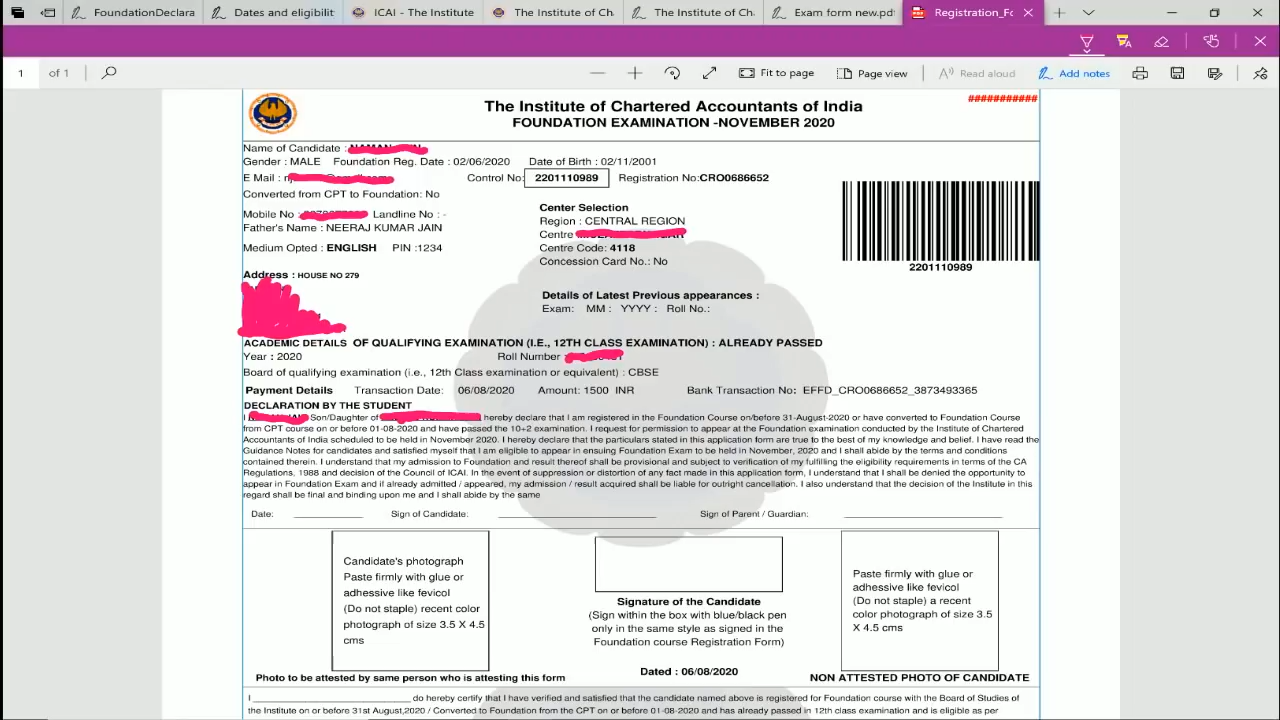 FoundationDeclara
Dates and eligibilit
ICAI - The Institute
The Institute of Cha
The Institute of Cha
Exam form new.pdf
Registration_Fo
1 of 1
Fit to page
Page view
Read aloud
Add notes
###########
The Institute of Chartered Accountants of India
FOUNDATION EXAMINATION -NOVEMBER 2020
Name of Candidate :
Gender : MALE Foundation Reg. Date : 02/06/2020 Date of Birth : 02/11/2001
E Mail : Control No: 2201110989 Registration No:CRO0686652
Converted from CPT to Foundation: No
Mobile No : Landline No : -
Father's Name : NEERAJ KUMAR JAIN
Medium Opted : ENGLISH PIN :1234
Address : HOUSE NO 279
Center Selection
Region : CENTRAL REGION
Centre
Centre Code: 4118
Concession Card No.: No
2201110989
Details of Latest Previous appearances :
Exam: MM : YYYY : Roll No.:
ACADEMIC DETAILS OF QUALIFYING EXAMINATION (I.E., 12TH CLASS EXAMINATION) : ALREADY PASSED
Year : 2020 Roll Number :
Board of qualifying examination (i.e., 12th Class examination or equivalent) : CBSE
Payment Details Transaction Date: 06/08/2020 Amount: 1500 INR Bank Transaction No: EFFD_CRO0686652_3873493365
DECLARATION BY THE STUDENT
I Son/Daughter of hereby declare that I am registered in the Foundation Course on/before 31-August-2020 or have converted to Foundation Course
from CPT course on or before 01-08-2020 and have passed the 10+2 examination. I request for permission to appear at the Foundation examination conducted by the Institute of Chartered
Accountants of India scheduled to be held in November 2020. I hereby declare that the particulars stated in this application form are true to the best of my knowledge and belief. I have read the
Guidance Notes for candidates and satisfied myself that I am eligible to appear in ensuing Foundation Exam to be held in November, 2020 and I shall abide by the terms and conditions
contained therein. I understand that my admission to Foundation and result thereof shall be provisional and subject to verification of my fulfilling the eligibility requirements in terms of the CA
Regulations, 1988 and decision of the Council of ICAI. In the event of suppression or distortion of any fact made in this application form, I understand that I shall be denied the opportunity to
appear in Foundation Exam and if already admitted / appeared, my admission / result acquired shall be liable for outright cancellation. I also understand that the decision of the Institute in this
regard shall be final and binding upon me and I shall abide by the same
Date: Sign of Candidate: Sign of Parent / Guardian:
Candidate's photograph
Paste firmly with glue or
adhessive like fevicol
(Do not staple) recent color
photograph of size 3.5 X 4.5
cms
Signature of the Candidate
(Sign within the box with blue/black pen
only in the same style as signed in the
Foundation course Registration Form)
Dated : 06/08/2020
Paste firmly with glue or
adhessive like fevicol
(Do not staple) a recent
color photograph of size 3.5
X 4.5 cms
Photo to be attested by same person who is attesting this form
NON ATTESTED PHOTO OF CANDIDATE
I do hereby certify that I have verified and satisfied that the candidate named above is registered for Foundation course with the Board of Studies of
the Institute on or before 31st August,2020 / Converted to Foundation from the CPT on or before 01-08-2020 and has already passed in 12th class examination and is eligible as per